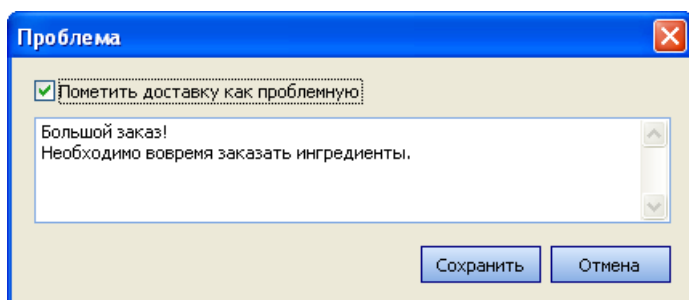 Проблема
Пометить доставку как проблемную
Большой заказ!
Необходимо вовремя заказать ингредиенты.
Сохранить
Отмена